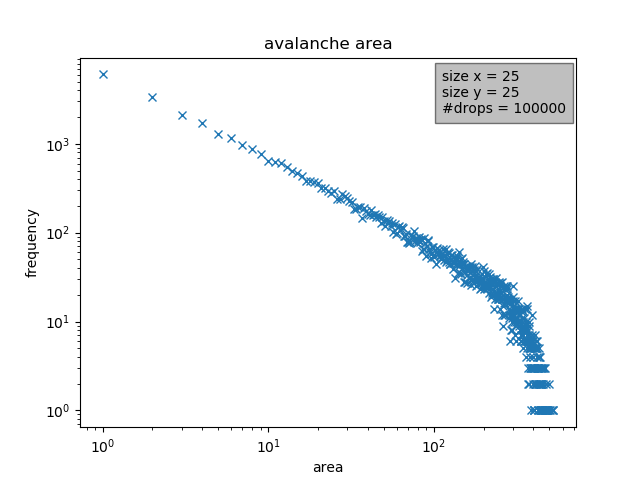 avalanche area
size x = 25
size y = 25
#drops = 100000
frequency
10³
10²
10¹
10⁰
10⁰
10¹
10²
area